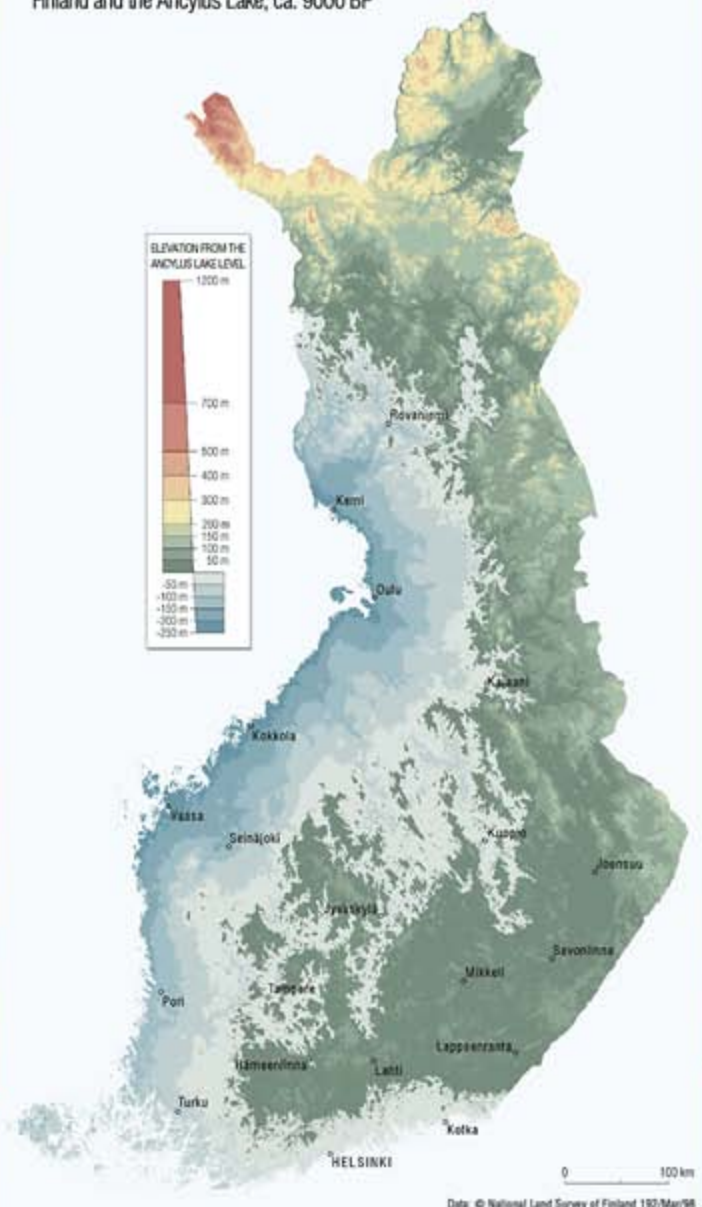 Finland and the Ancylus Lake, ca. 9000 BP
ELEVATION FROM THE
ANCYLUS LAKE LEVEL
1200 m
700 m
500 m
400 m
300 m
200 m
150 m
100 m
50 m
-50 m
-100 m
-150 m
-200 m
-250 m
Rovaniemi
Kemi
Oulu
Kajaani
Kokkola
Vaasa
Seinäjoki
Kuopio
Joensuu
Jyväskylä
Savonlinna
Mikkeli
Tampere
Pori
Lappeenranta
Hämeenlinna
Lahti
Turku
Kotka
HELSINKI
0 100 km
Data: © National Land Survey of Finland 192/Mar/98